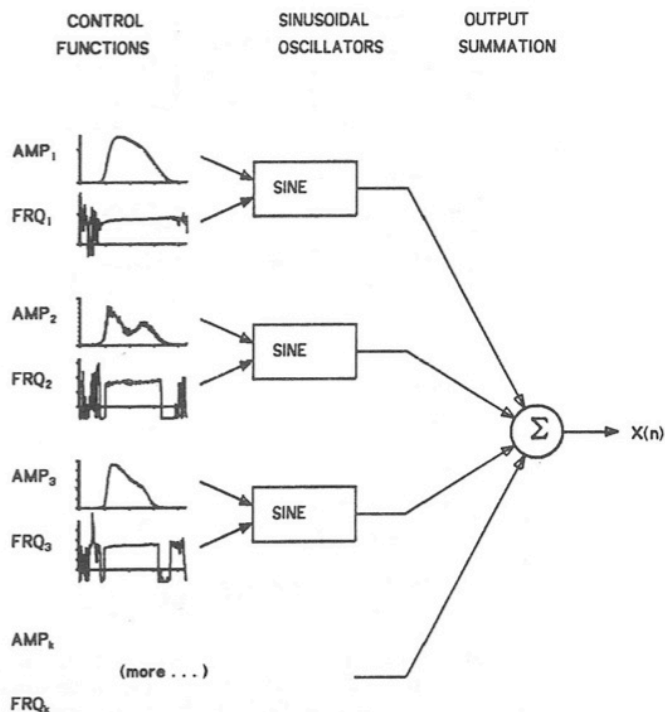 CONTROL FUNCTIONS
SINUSOIDAL OSCILLATORS
OUTPUT SUMMATION
AMP₁
FRQ₁
SINE
AMP₂
FRQ₂
SINE
Σ
X(n)
AMP₃
FRQ₃
SINE
AMPₖ
(more . . .)
FRQₖ